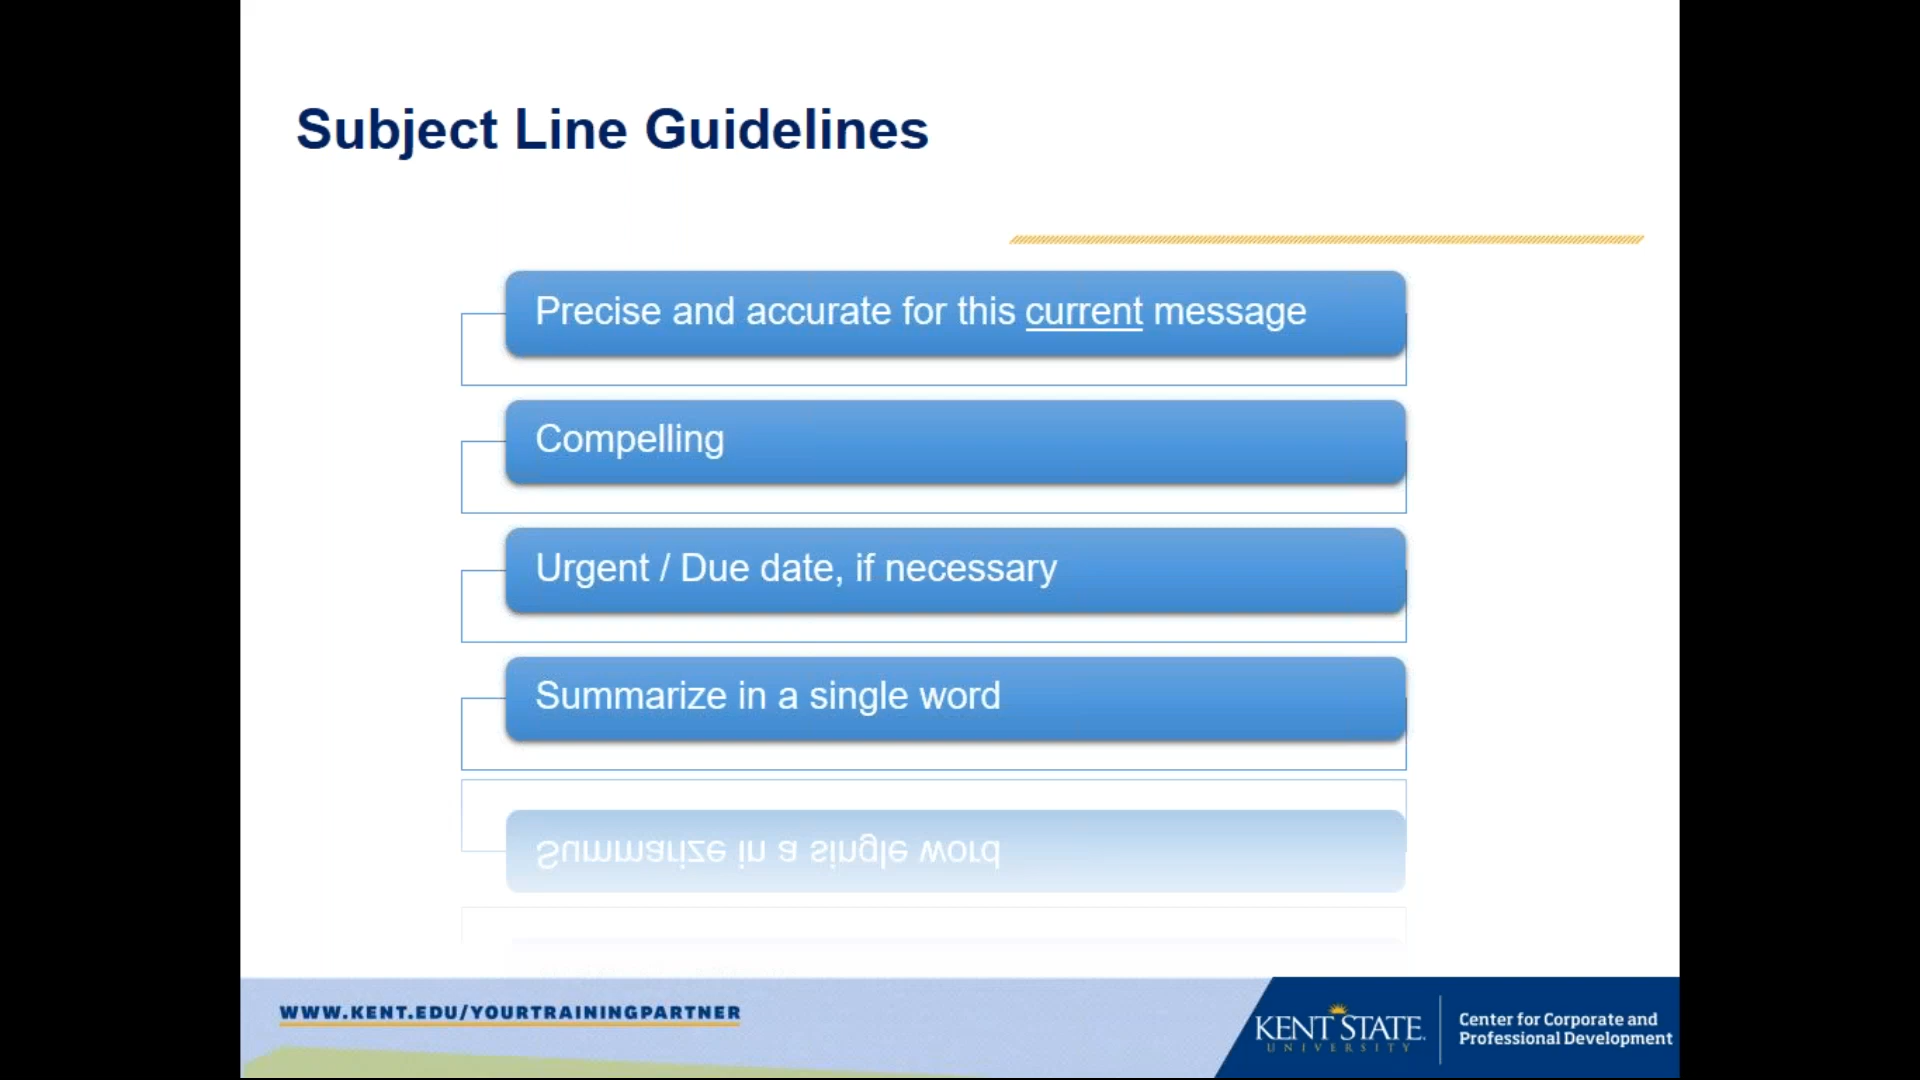 Subject Line Guidelines
Precise and accurate for this current message
Compelling
Urgent / Due date, if necessary
Summarize in a single word
Summarize in a single word
WWW.KENT.EDU/YOURTRAININGPARTNER
KENT STATE
UNIVERSITY
Center for Corporate and
Professional Development